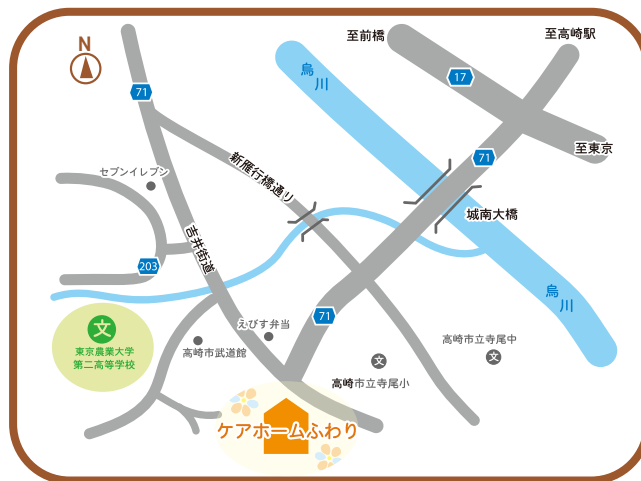 N
至前橋
至高崎駅
烏
川
17
71
71
至東京
セブンイレブン
新雁行橋通り
城南大橋
吉井街道
203
烏
川
71
文
東京農業大学
第二高等学校
えびす弁当
高崎市武道館
高崎市立寺尾中
文
文
高崎市立寺尾小
ケアホームふわり